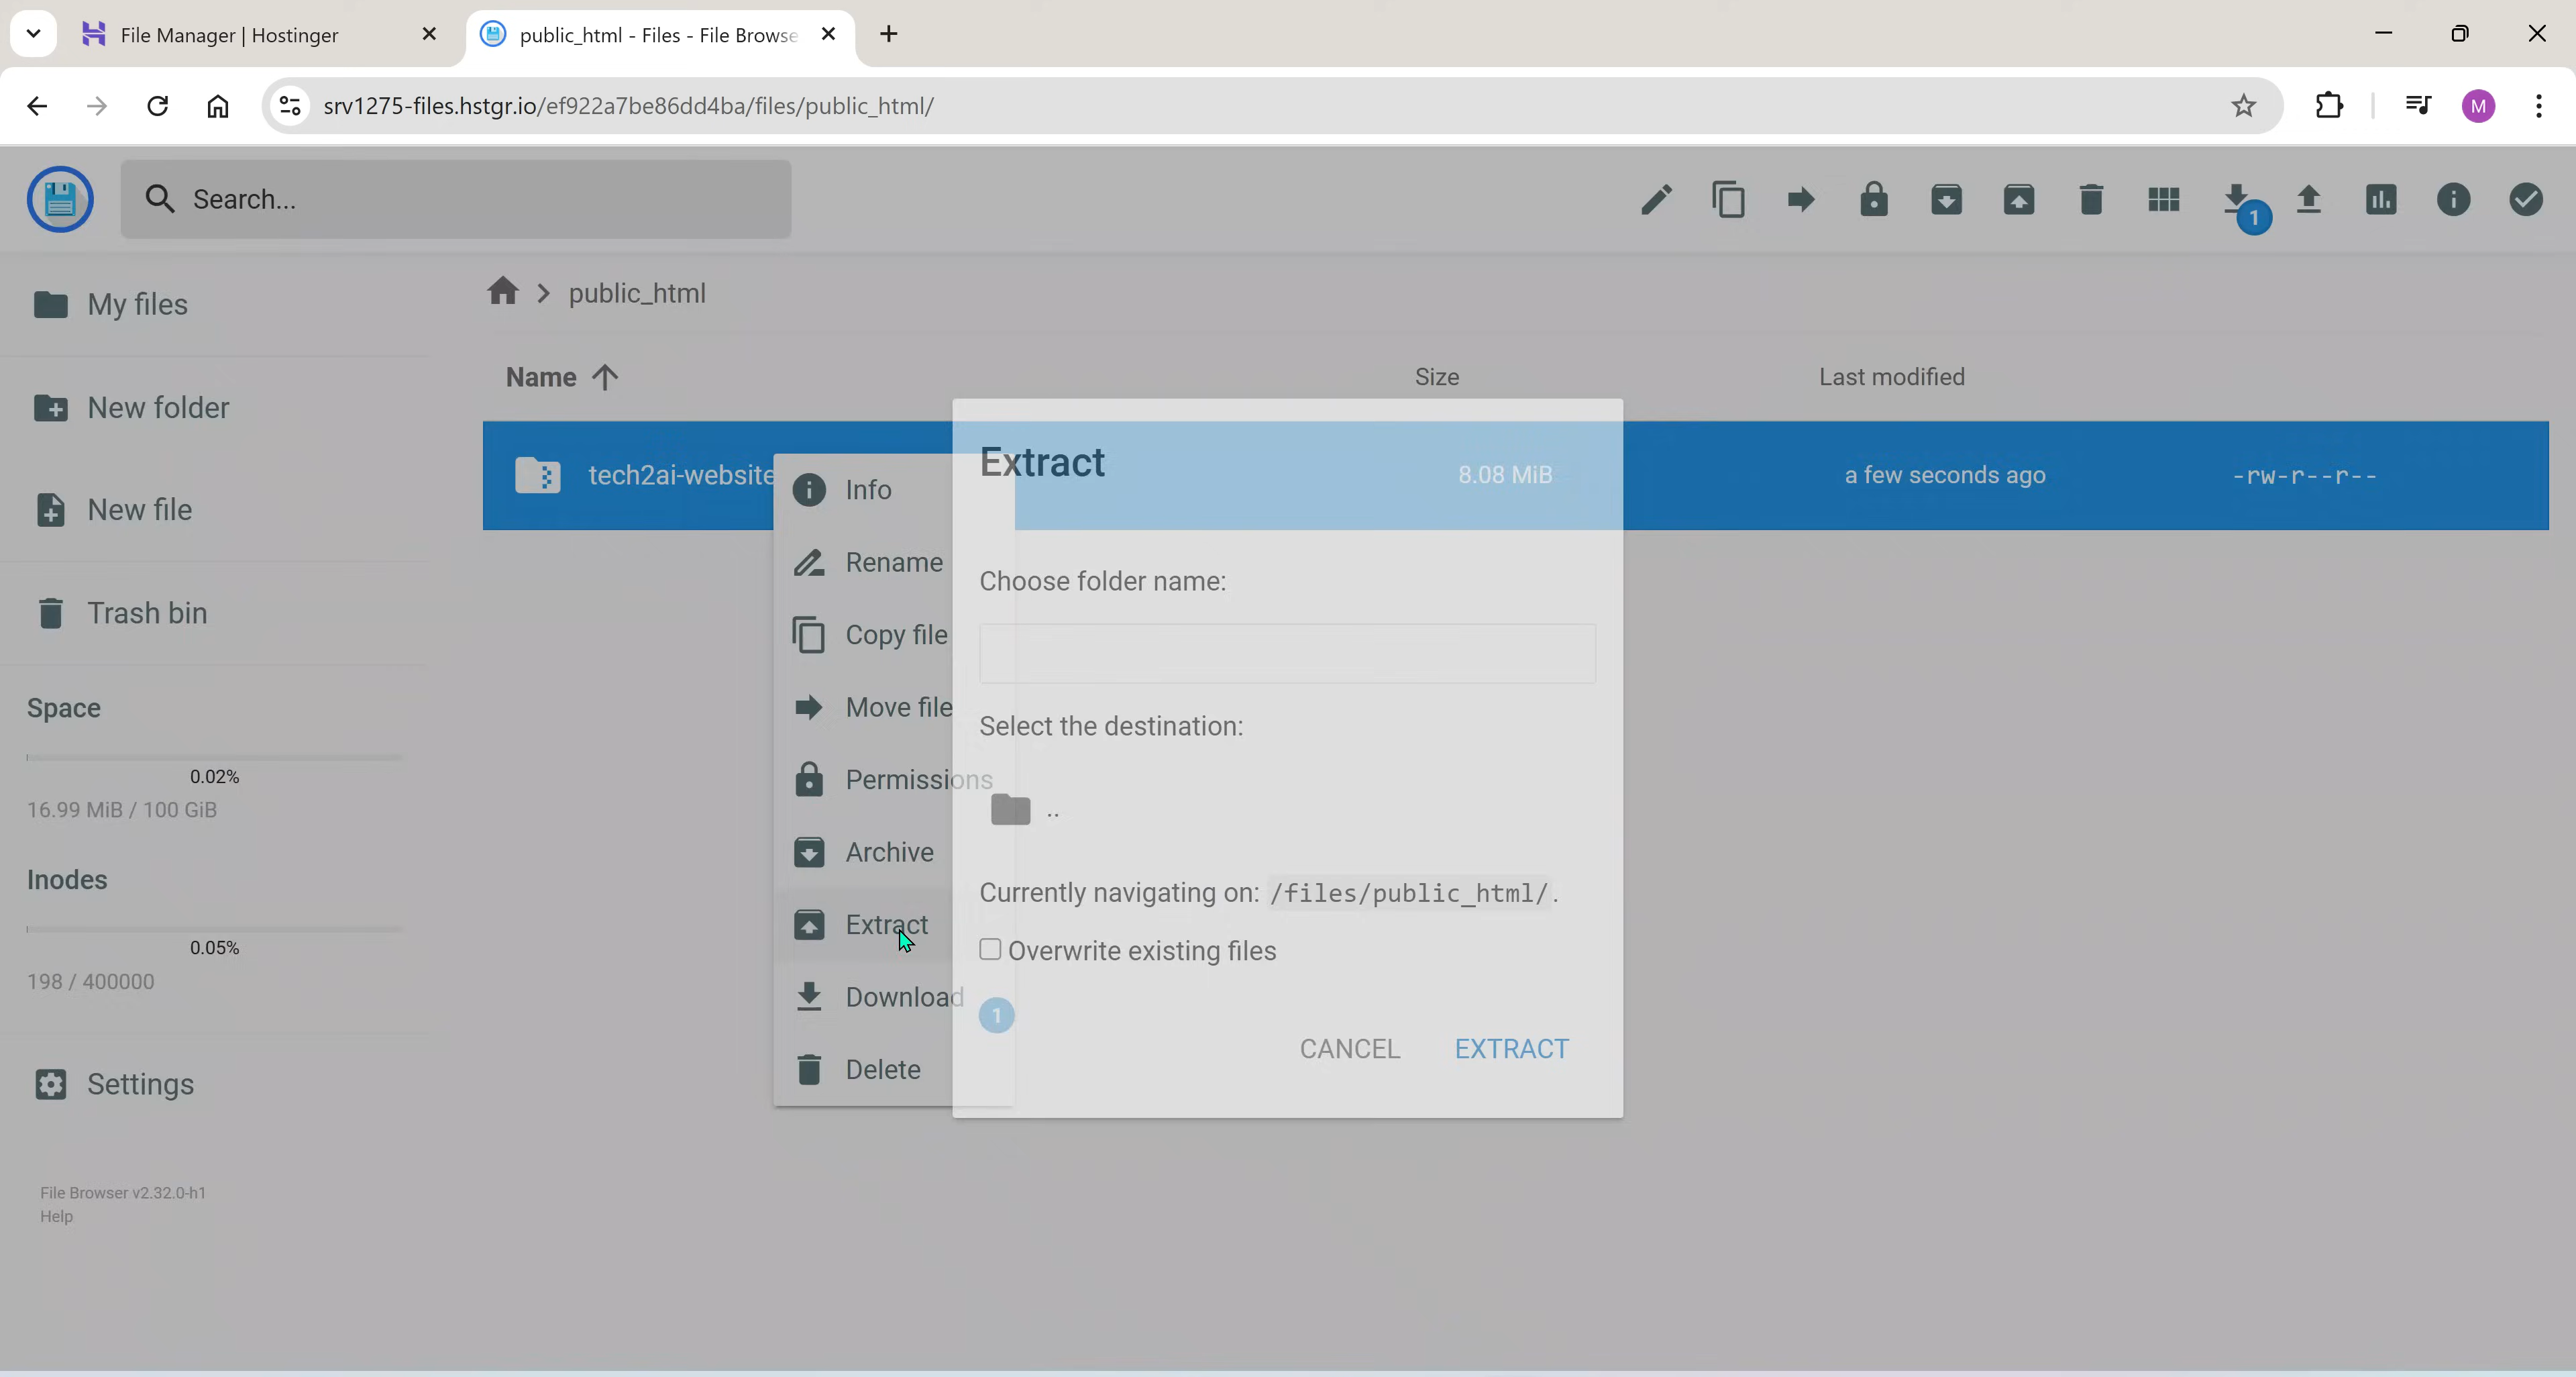 File Manager | Hostinger
public_html - Files - File Browse
srv1275-files.hstgr.io/ef922a7be86dd4ba/files/public_html/
M
Search...
1
My files
New folder
New file
Trash bin
Space
0.02%
16.99 MiB / 100 GiB
Inodes
0.05%
198 / 400000
Settings
File Browser v2.32.0-h1
Help
public_html
Name
Size
Last modified
tech2ai-website
8.08 MiB
a few seconds ago
-rw-r--r--
Info
Rename
Copy file
Move file
Permissions
Archive
Extract
Download
Delete
1
Extract
Choose folder name:
Select the destination:
..
Currently navigating on: /files/public_html/.
Overwrite existing files
CANCEL
EXTRACT